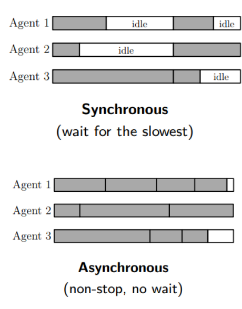 Agent 1 idle idle
Agent 2 idle
Agent 3 idle
Synchronous
(wait for the slowest)
Agent 1
Agent 2
Agent 3
Asynchronous
(non-stop, no wait)